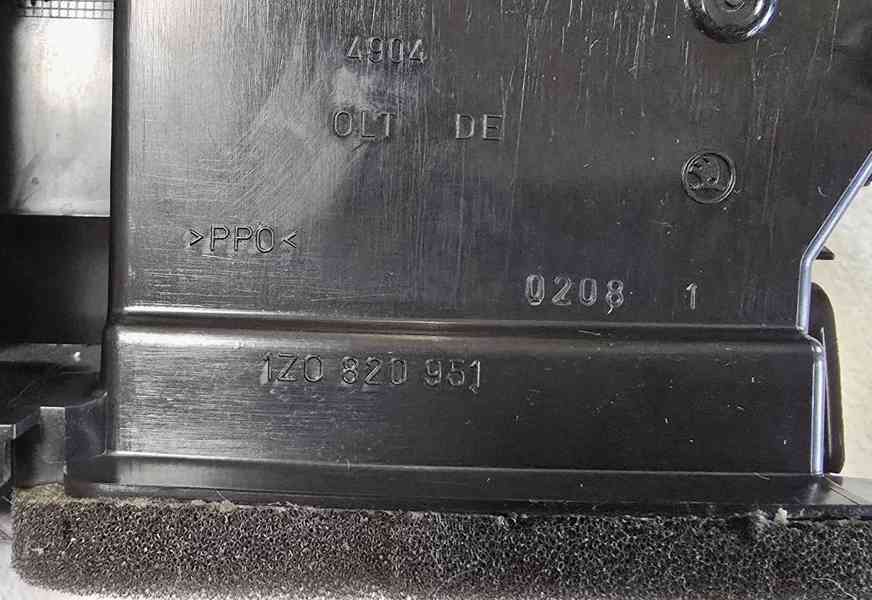 4904
OLT DE
>PPO<
0208 1
1Z0 820 951